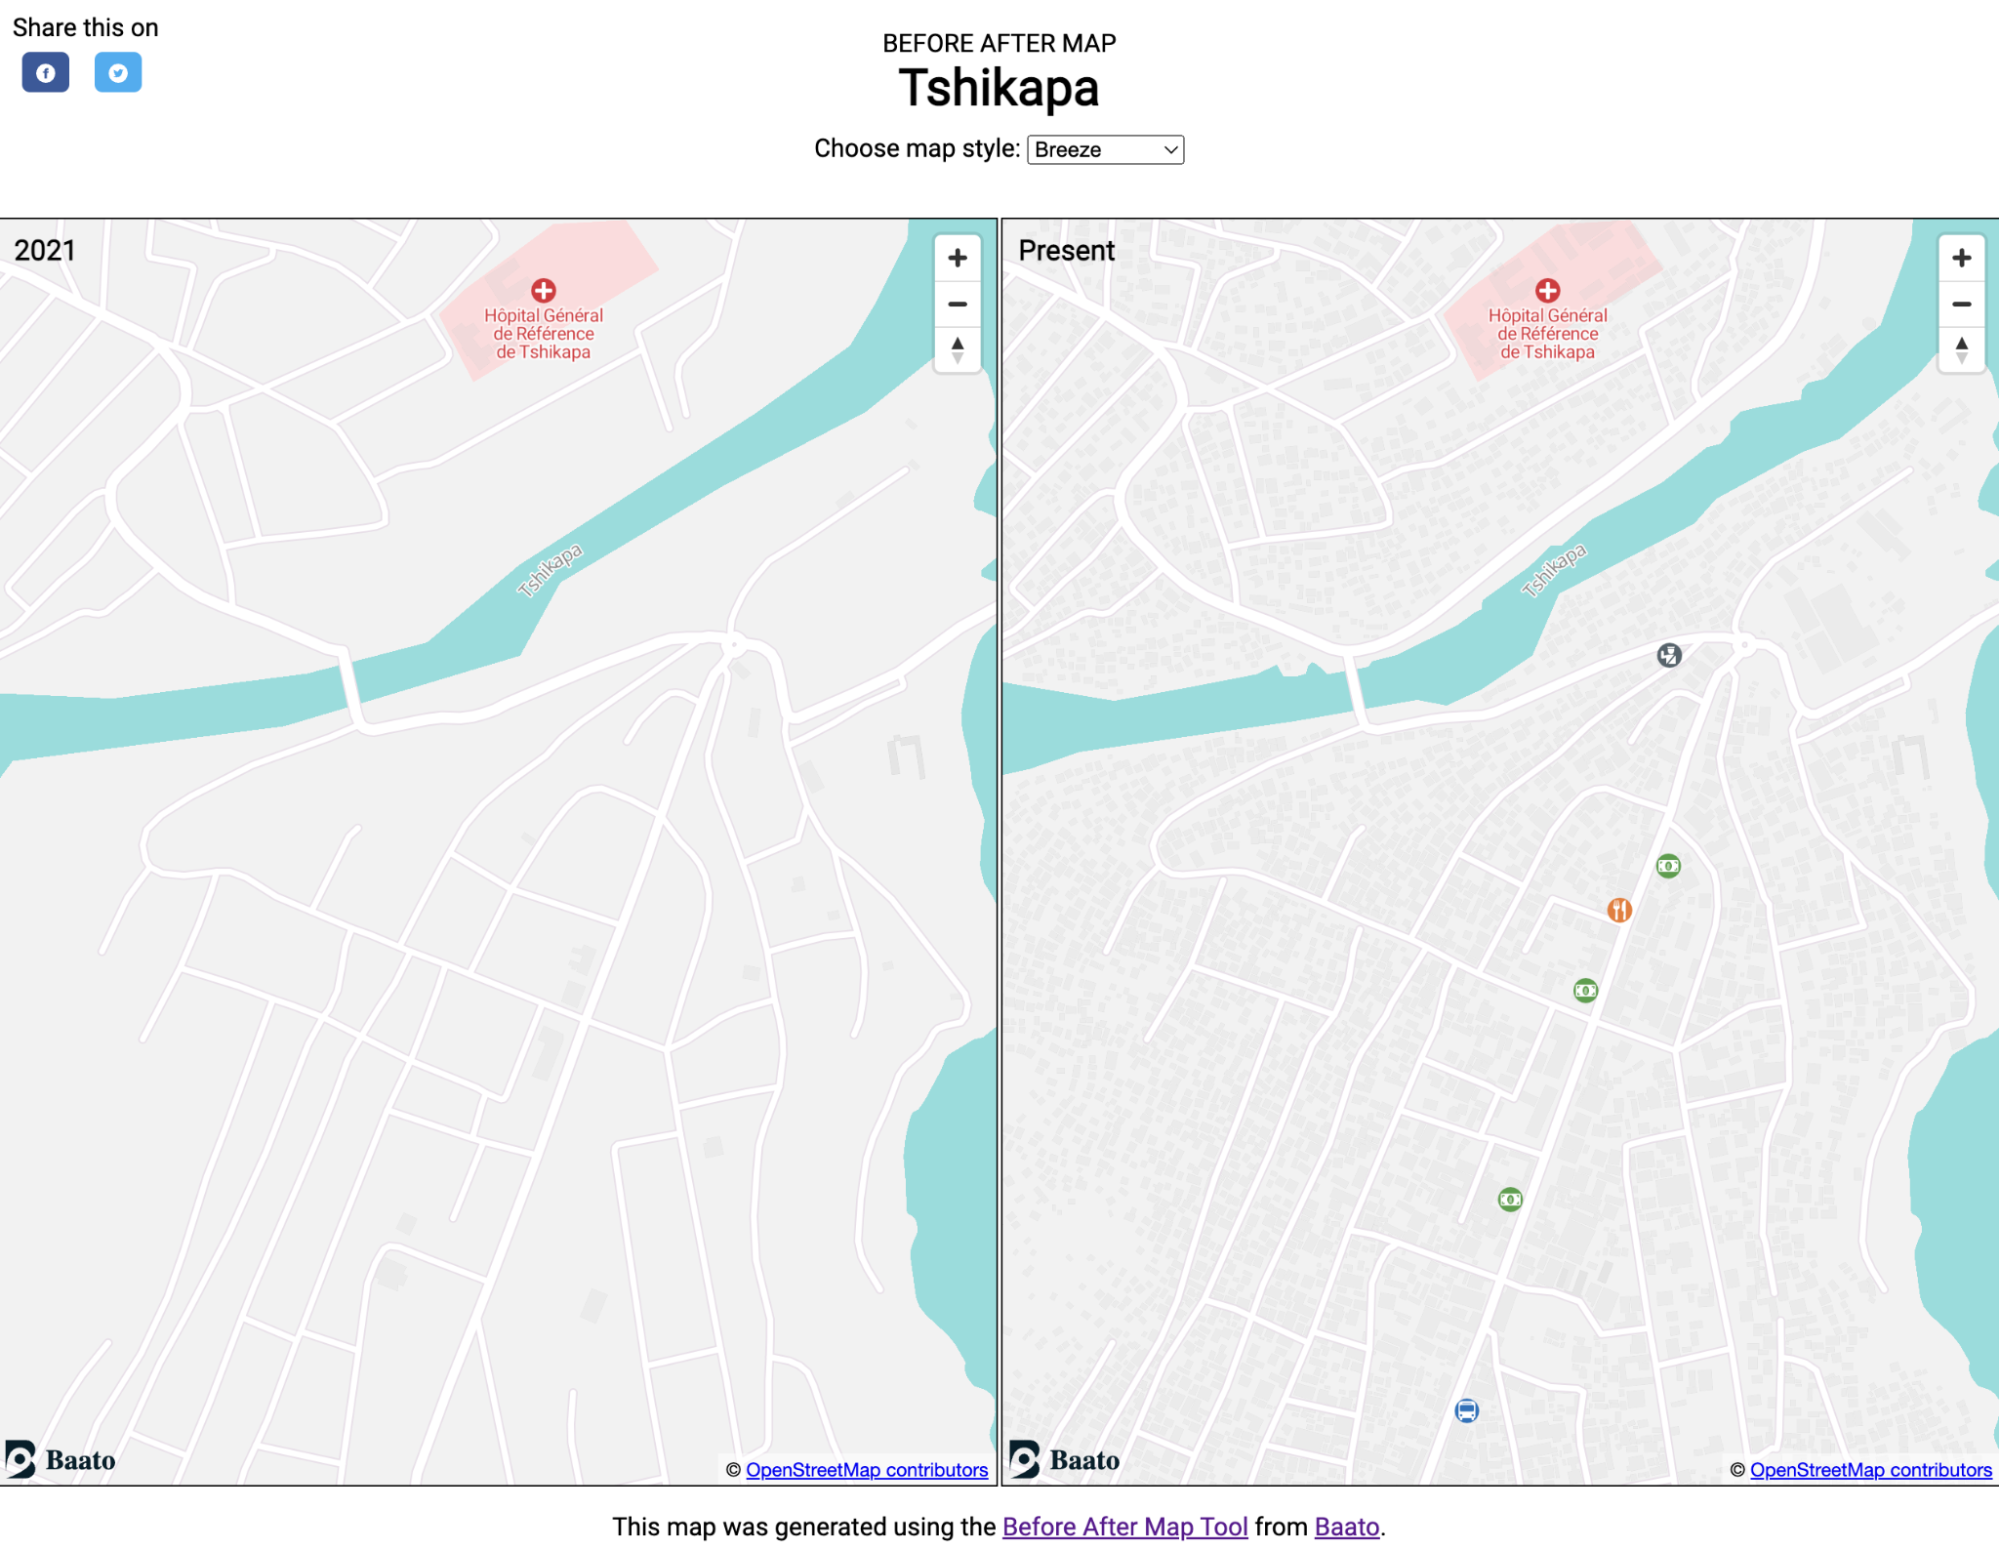 Share this on
BEFORE AFTER MAP
Tshikapa
Choose map style: Breeze
2021
Hôpital Général
de Référence
de Tshikapa
Tshikapa
Baato
© OpenStreetMap contributors
Present
Hôpital Général
de Référence
de Tshikapa
Tshikapa
Baato
© OpenStreetMap contributors
This map was generated using the Before After Map Tool from Baato.